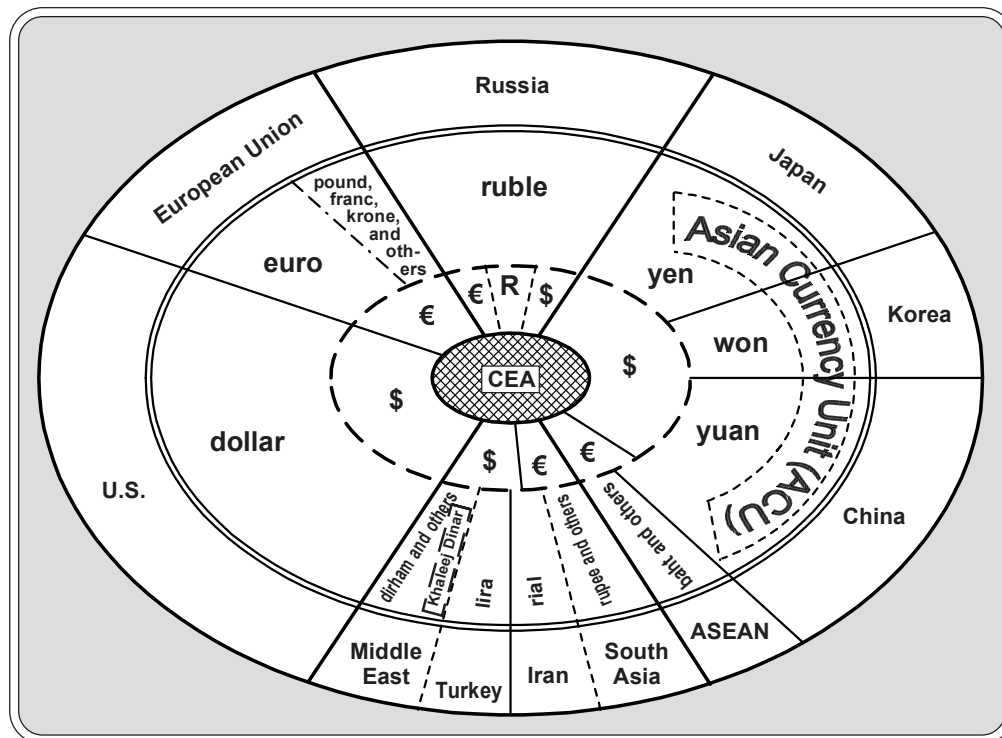 Russia
European Union
Japan
pound,
franc,
krone,
and
oth-
ers
ruble
Asian Currency Unit (ACU)
euro
yen
€
€
R
$
Korea
won
$
CEA
$
dollar
yuan
U.S.
$
€
€
China
dirham and others
Khaleej Dinar
lira
rial
rupee and others
baht and others
ASEAN
Middle
East
Turkey
Iran
South
Asia